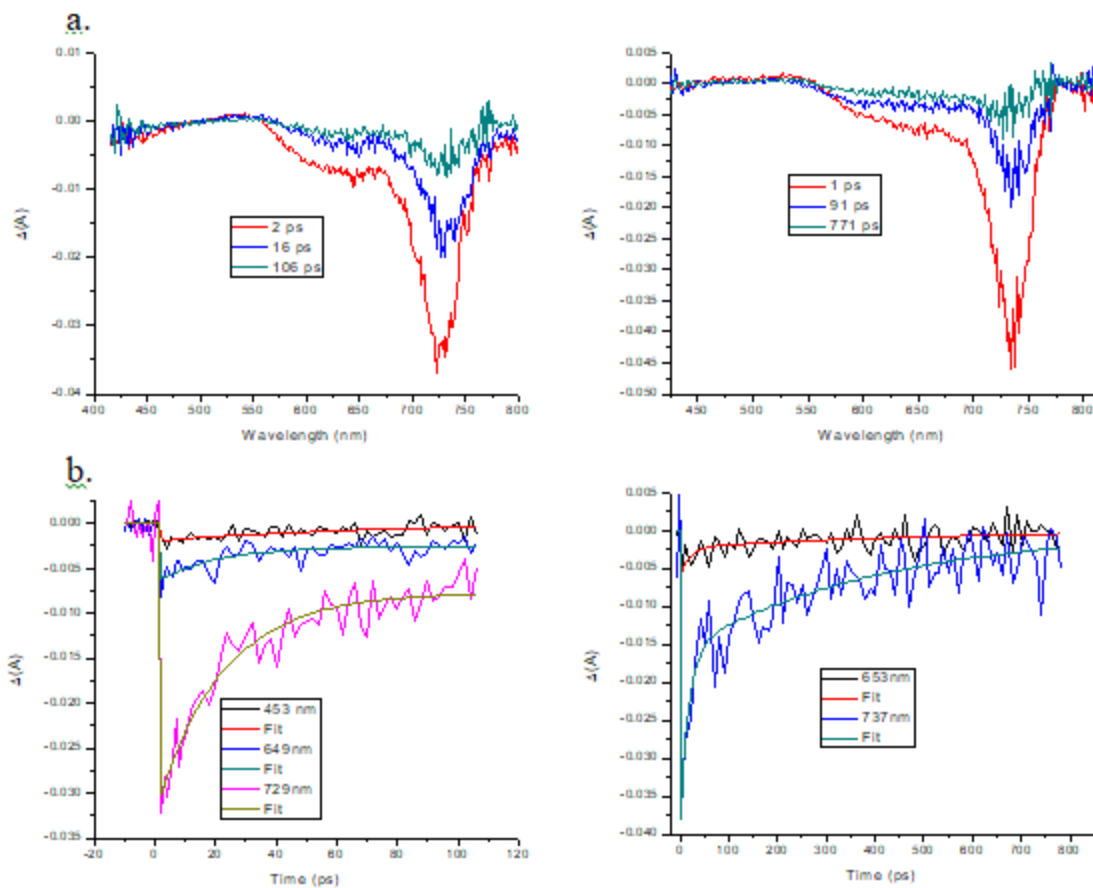 a.
0.01
0.00
-0.01
-0.02
-0.03
-0.04
Δ(A)
2 ps
16 ps
106 ps
400 450 500 550 600 650 700 750 800
Wavelength (nm)
0.005
0.000
-0.005
-0.010
-0.015
-0.020
-0.025
-0.030
-0.035
-0.040
-0.045
-0.050
Δ(A)
1 ps
91 ps
771 ps
450 500 550 600 650 700 750 800
Wavelength (nm)
b.
0.000
-0.005
-0.010
-0.015
-0.020
-0.025
-0.030
-0.035
Δ(A)
453 nm
Fit
649nm
Fit
729nm
Fit
-20 0 20 40 60 80 100 120
Time (ps)
0.005
0.000
-0.005
-0.010
-0.015
-0.020
-0.025
-0.030
-0.035
-0.040
Δ(A)
653nm
Fit
737nm
Fit
0 100 200 300 400 500 600 700 800
Time (ps)